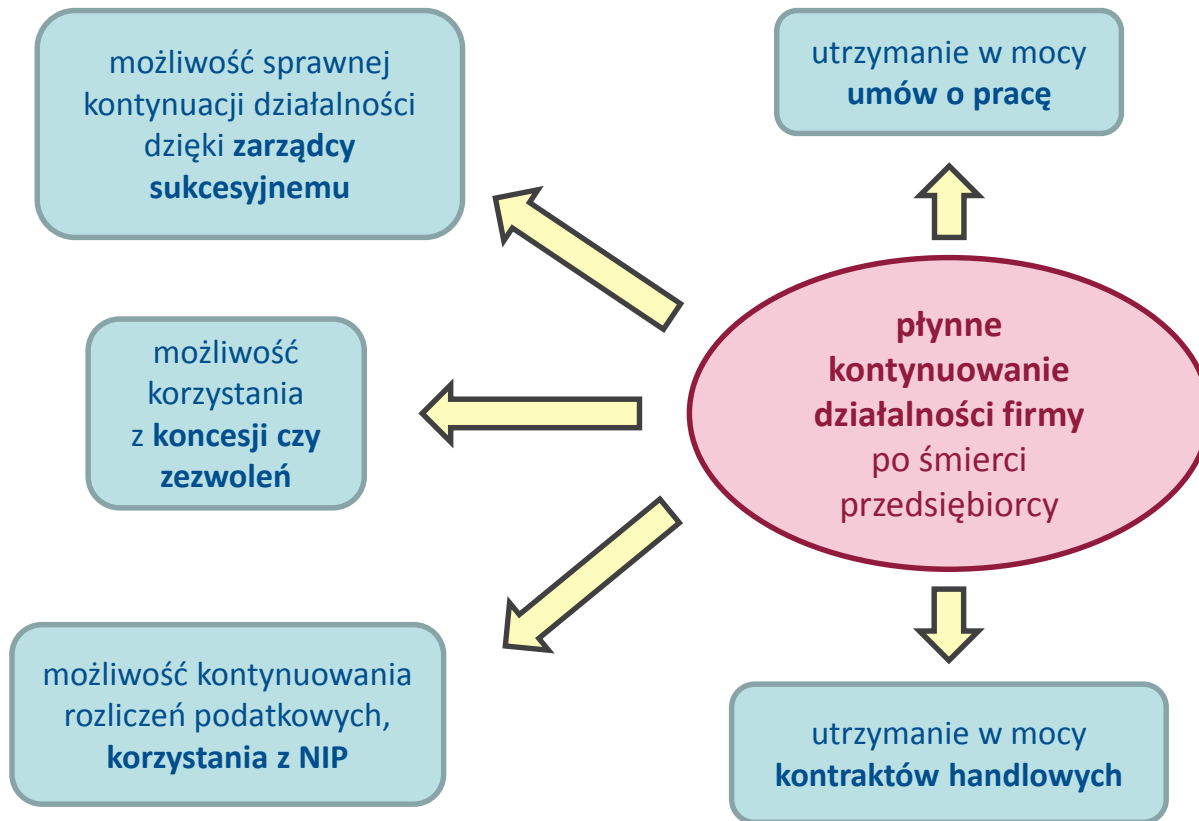 możliwość sprawnej
kontynuacji działalności
dzięki zarządcy
sukcesyjnemu
utrzymanie w mocy
umów o pracę
możliwość
korzystania
z koncesji czy
zezwoleń
płynne
kontynuowanie
działalności firmy
po śmierci
przedsiębiorcy
możliwość kontynuowania
rozliczeń podatkowych,
korzystania z NIP
utrzymanie w mocy
kontraktów handlowych